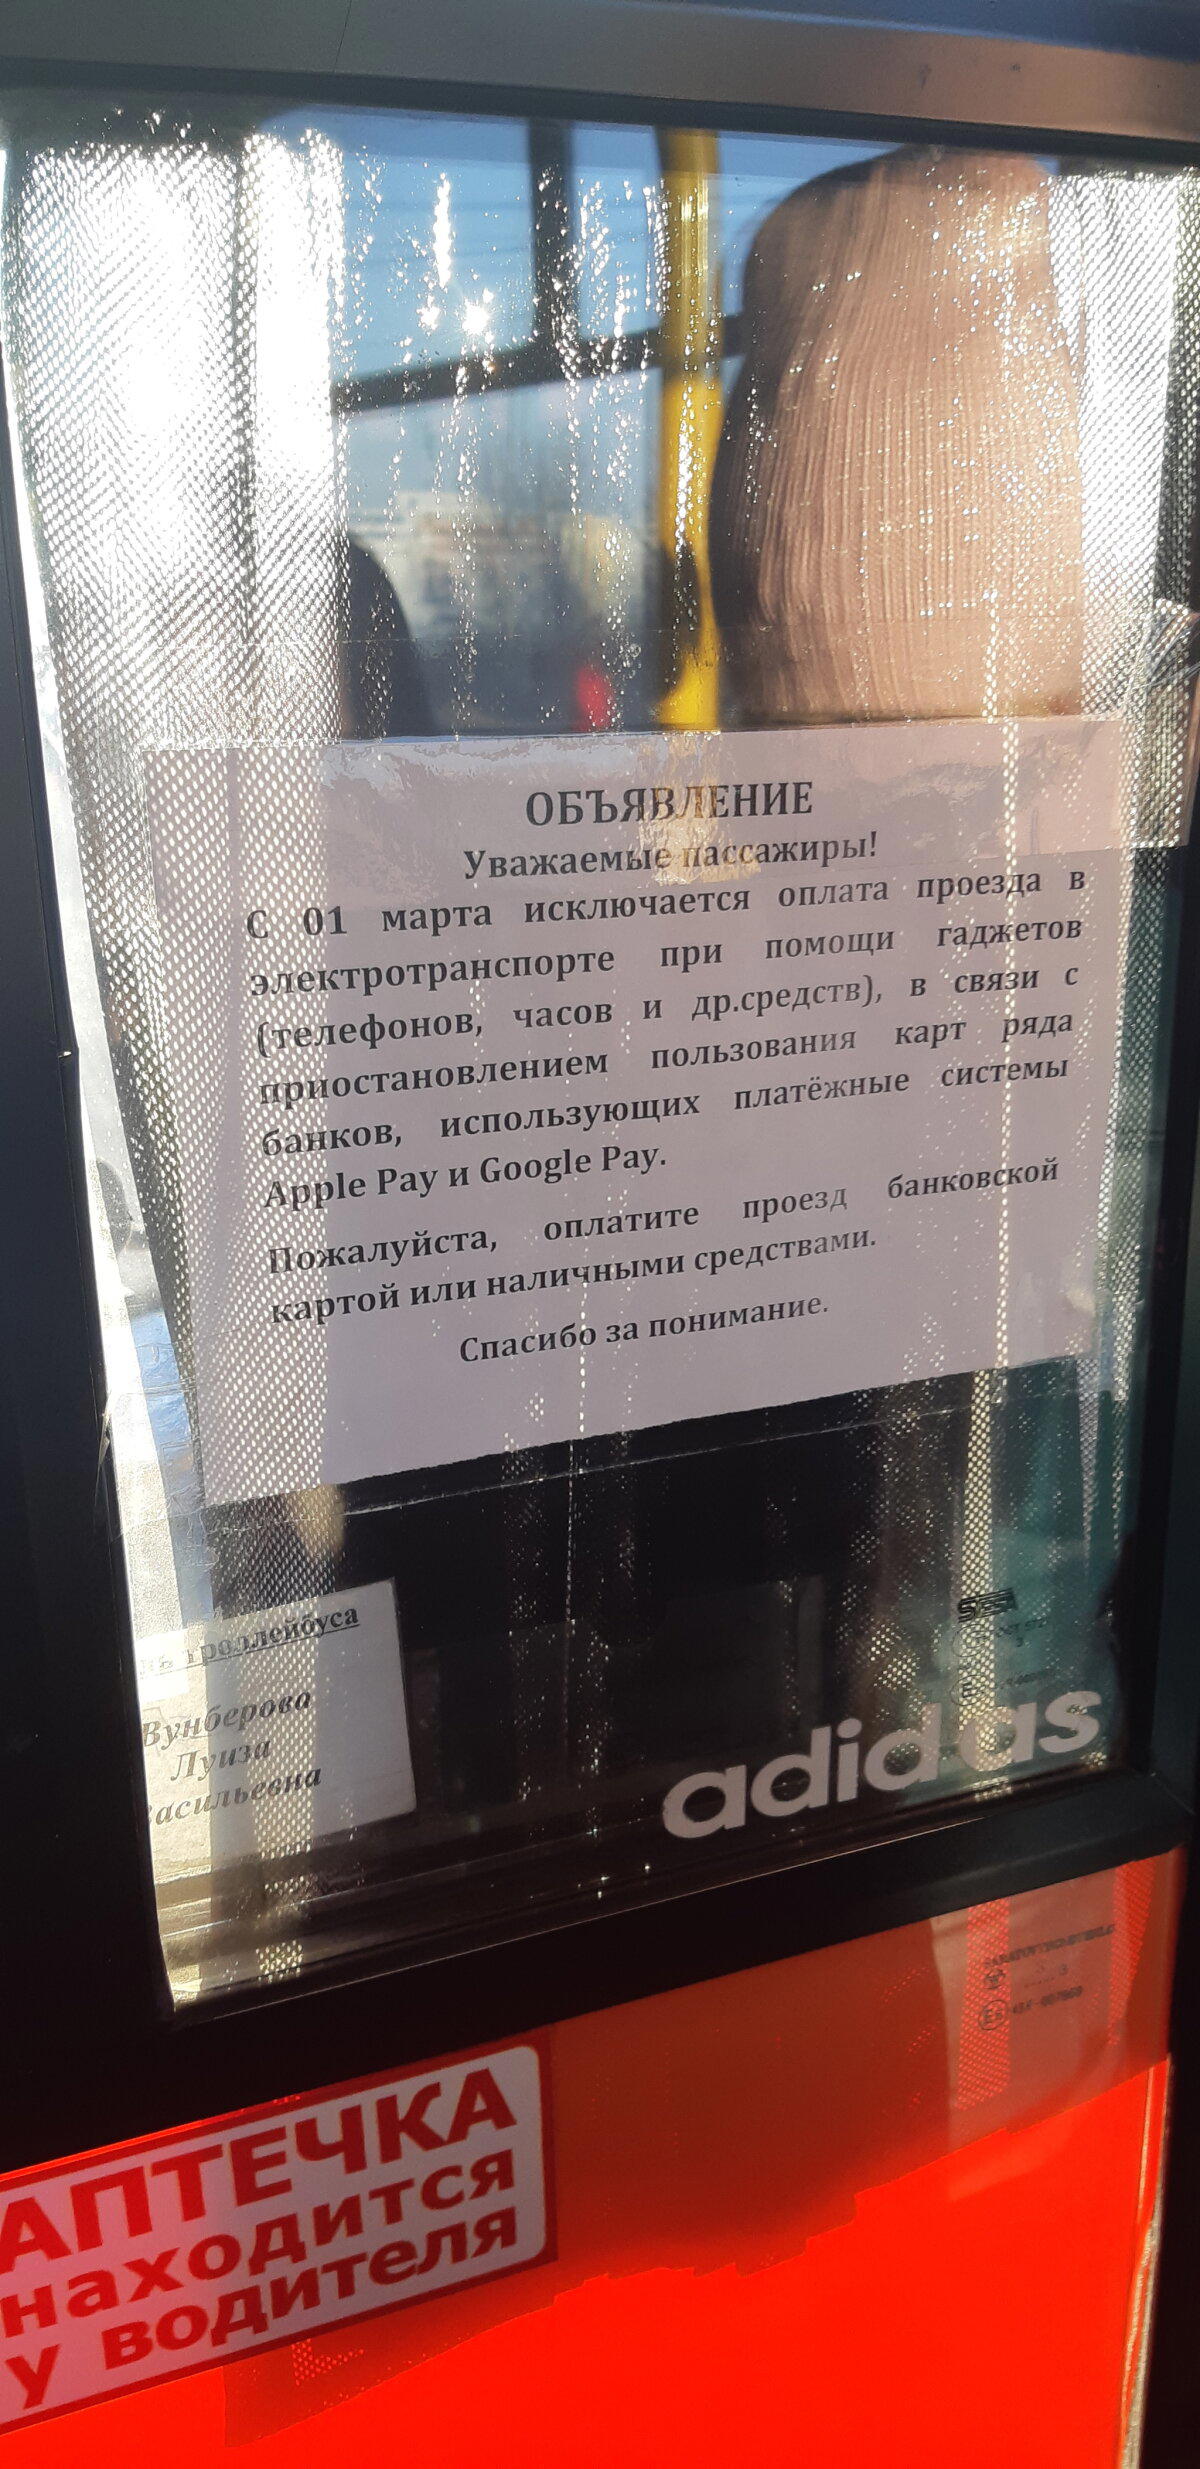 ОБЪЯВЛЕНИЕ
Уважаемые пассажиры!
С 01 марта исключается оплата проезда в
электротранспорте при помощи гаджетов
(телефонов, часов и др.средств), в связи с
приостановлением пользования карт ряда
банков, использующих платёжные системы
Apple Pay и Google Pay.
Пожалуйста, оплатите проезд банковской
картой или наличными средствами.
Спасибо за понимание.
троллейбуса
Вунберова
Луиза
асильевна
adidas
АПТЕЧКА
находится
у водителя